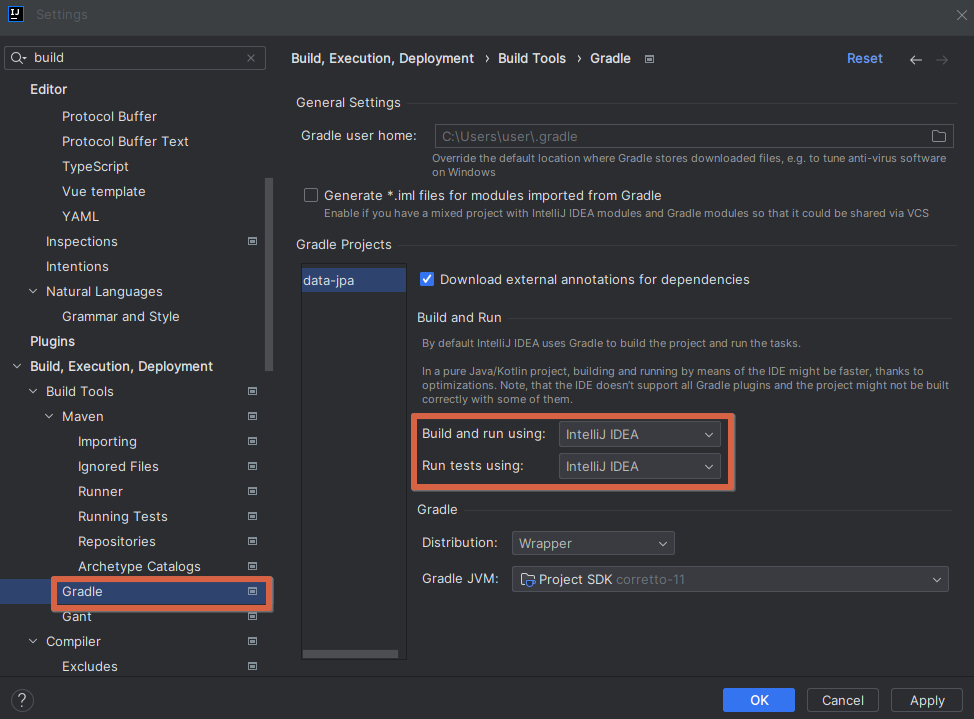 IJ
Settings
build
Editor
Protocol Buffer
Protocol Buffer Text
TypeScript
Vue template
YAML
Inspections
Intentions
Natural Languages
Grammar and Style
Plugins
Build, Execution, Deployment
Build Tools
Maven
Importing
Ignored Files
Runner
Running Tests
Repositories
Archetype Catalogs
Gradle
Gant
Compiler
Excludes
?
Build, Execution, Deployment › Build Tools › Gradle
Reset
General Settings
Gradle user home:
C:\Users\user\.gradle
Override the default location where Gradle stores downloaded files, e.g. to tune anti-virus software
on Windows
Generate *.iml files for modules imported from Gradle
Enable if you have a mixed project with IntelliJ IDEA modules and Gradle modules so that it could be shared via VCS
Gradle Projects
data-jpa
Download external annotations for dependencies
Build and Run
By default IntelliJ IDEA uses Gradle to build the project and run the tasks.
In a pure Java/Kotlin project, building and running by means of the IDE might be faster, thanks to
optimizations. Note, that the IDE doesn't support all Gradle plugins and the project might not be built
correctly with some of them.
Build and run using: IntelliJ IDEA
Run tests using: IntelliJ IDEA
Gradle
Distribution: Wrapper
Gradle JVM: Project SDK corretto-11
OK
Cancel
Apply